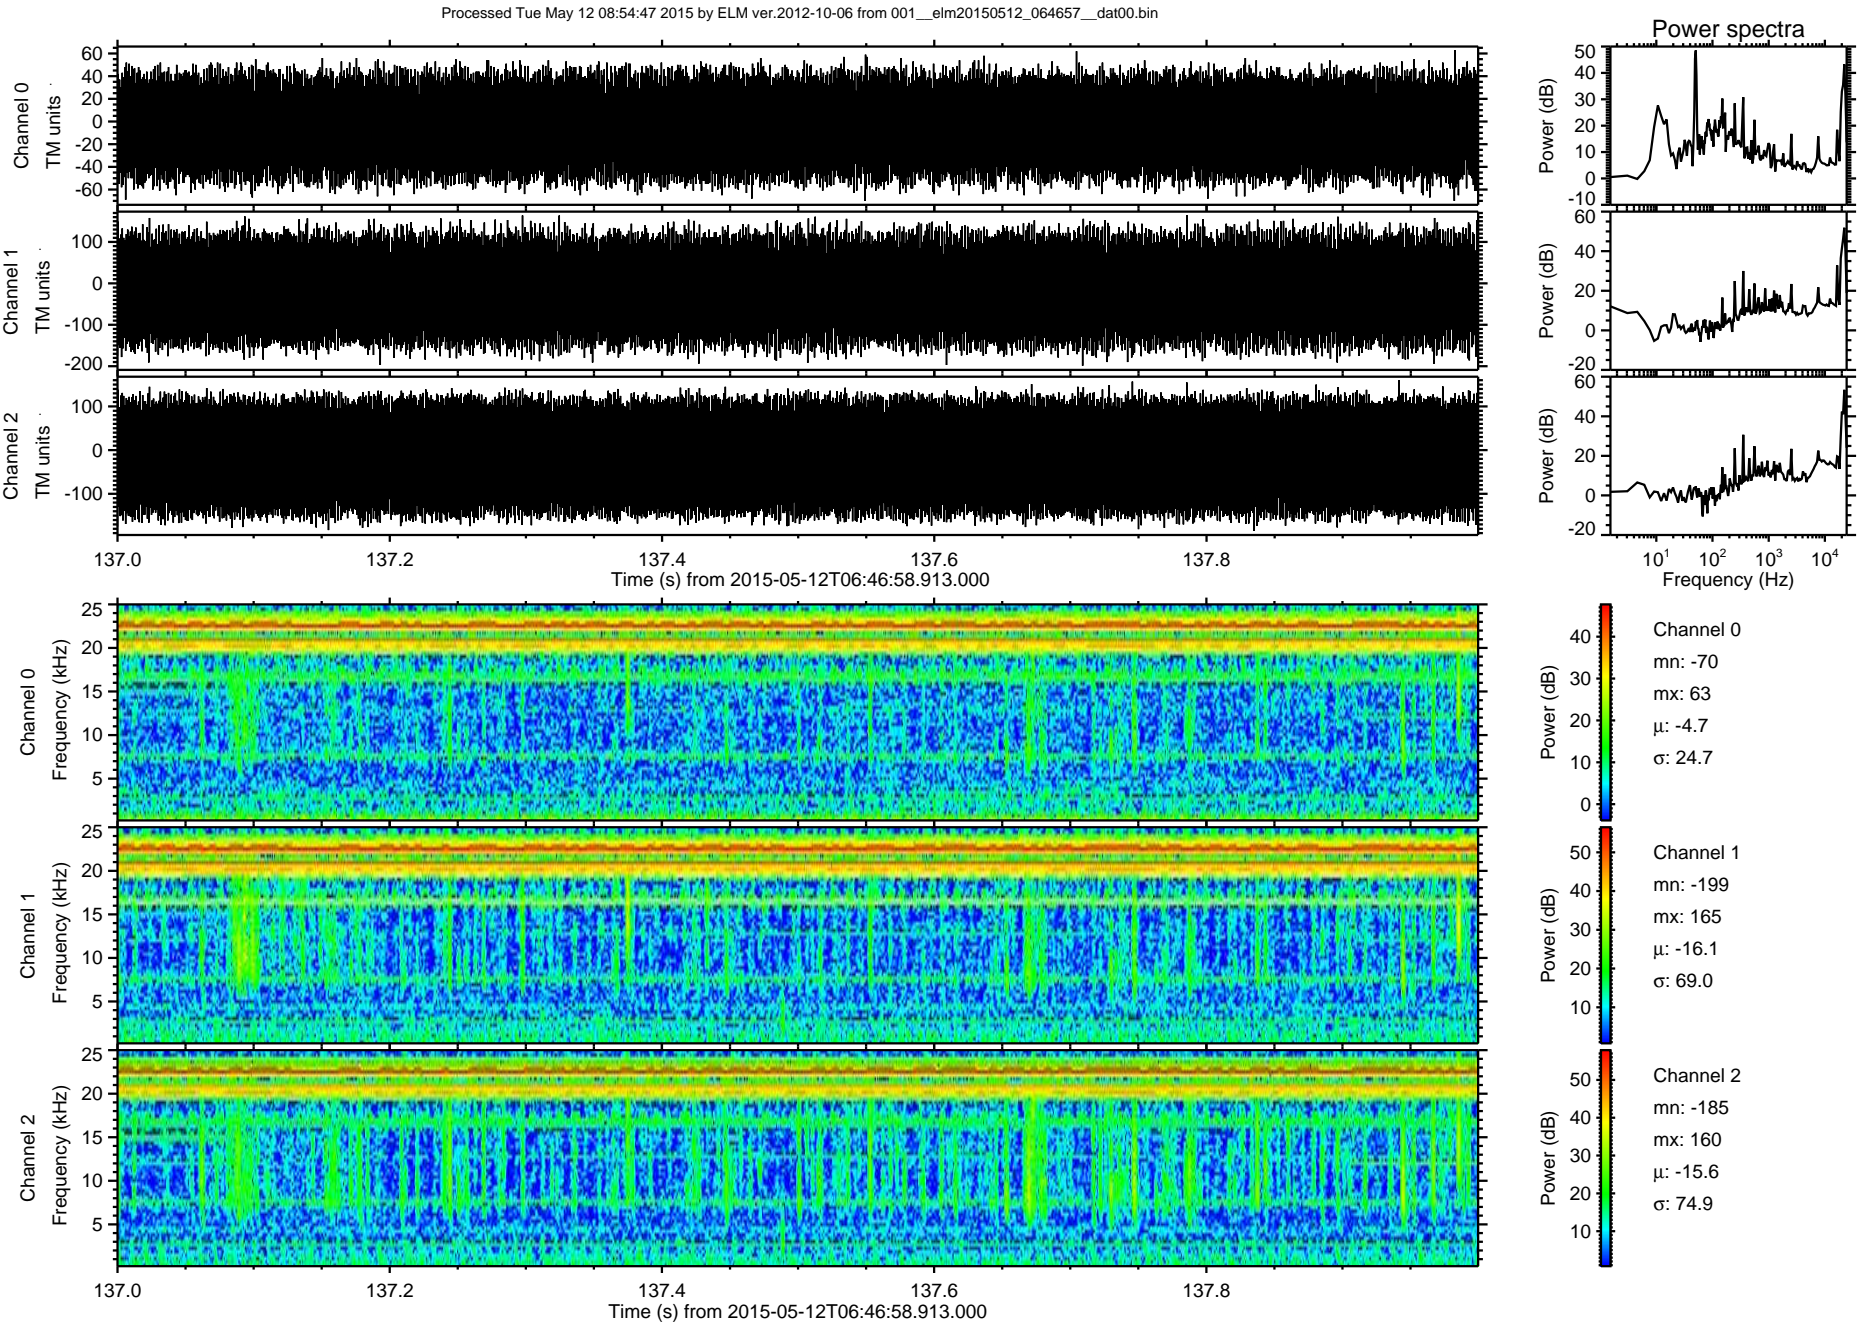 Processed Tue May 12 08:54:47 2015 by ELM ver.2012-10-06 from 001__elm20150512_064657__dat00.bin
Power spectra
Channel 0
TM units
60
40
20
0
-20
-40
-60
Power (dB)
50
40
30
20
10
0
-10
Channel 1
TM units
100
0
-100
-200
Power (dB)
60
40
20
0
-20
Channel 2
TM units
100
0
-100
Power (dB)
60
40
20
0
-20
137.0 137.2 137.4 137.6 137.8
Time (s) from 2015-05-12T06:46:58.913.000
10¹ 10² 10³ 10⁴
Frequency (Hz)
Channel 0
Frequency (kHz)
25
20
15
10
5
Power (dB)
40
30
20
10
0
Channel 0
mn: -70
mx: 63
μ: -4.7
σ: 24.7
Channel 1
Frequency (kHz)
25
20
15
10
5
Power (dB)
50
40
30
20
10
Channel 1
mn: -199
mx: 165
μ: -16.1
σ: 69.0
Channel 2
Frequency (kHz)
25
20
15
10
5
Power (dB)
50
40
30
20
10
Channel 2
mn: -185
mx: 160
μ: -15.6
σ: 74.9
137.0 137.2 137.4 137.6 137.8
Time (s) from 2015-05-12T06:46:58.913.000